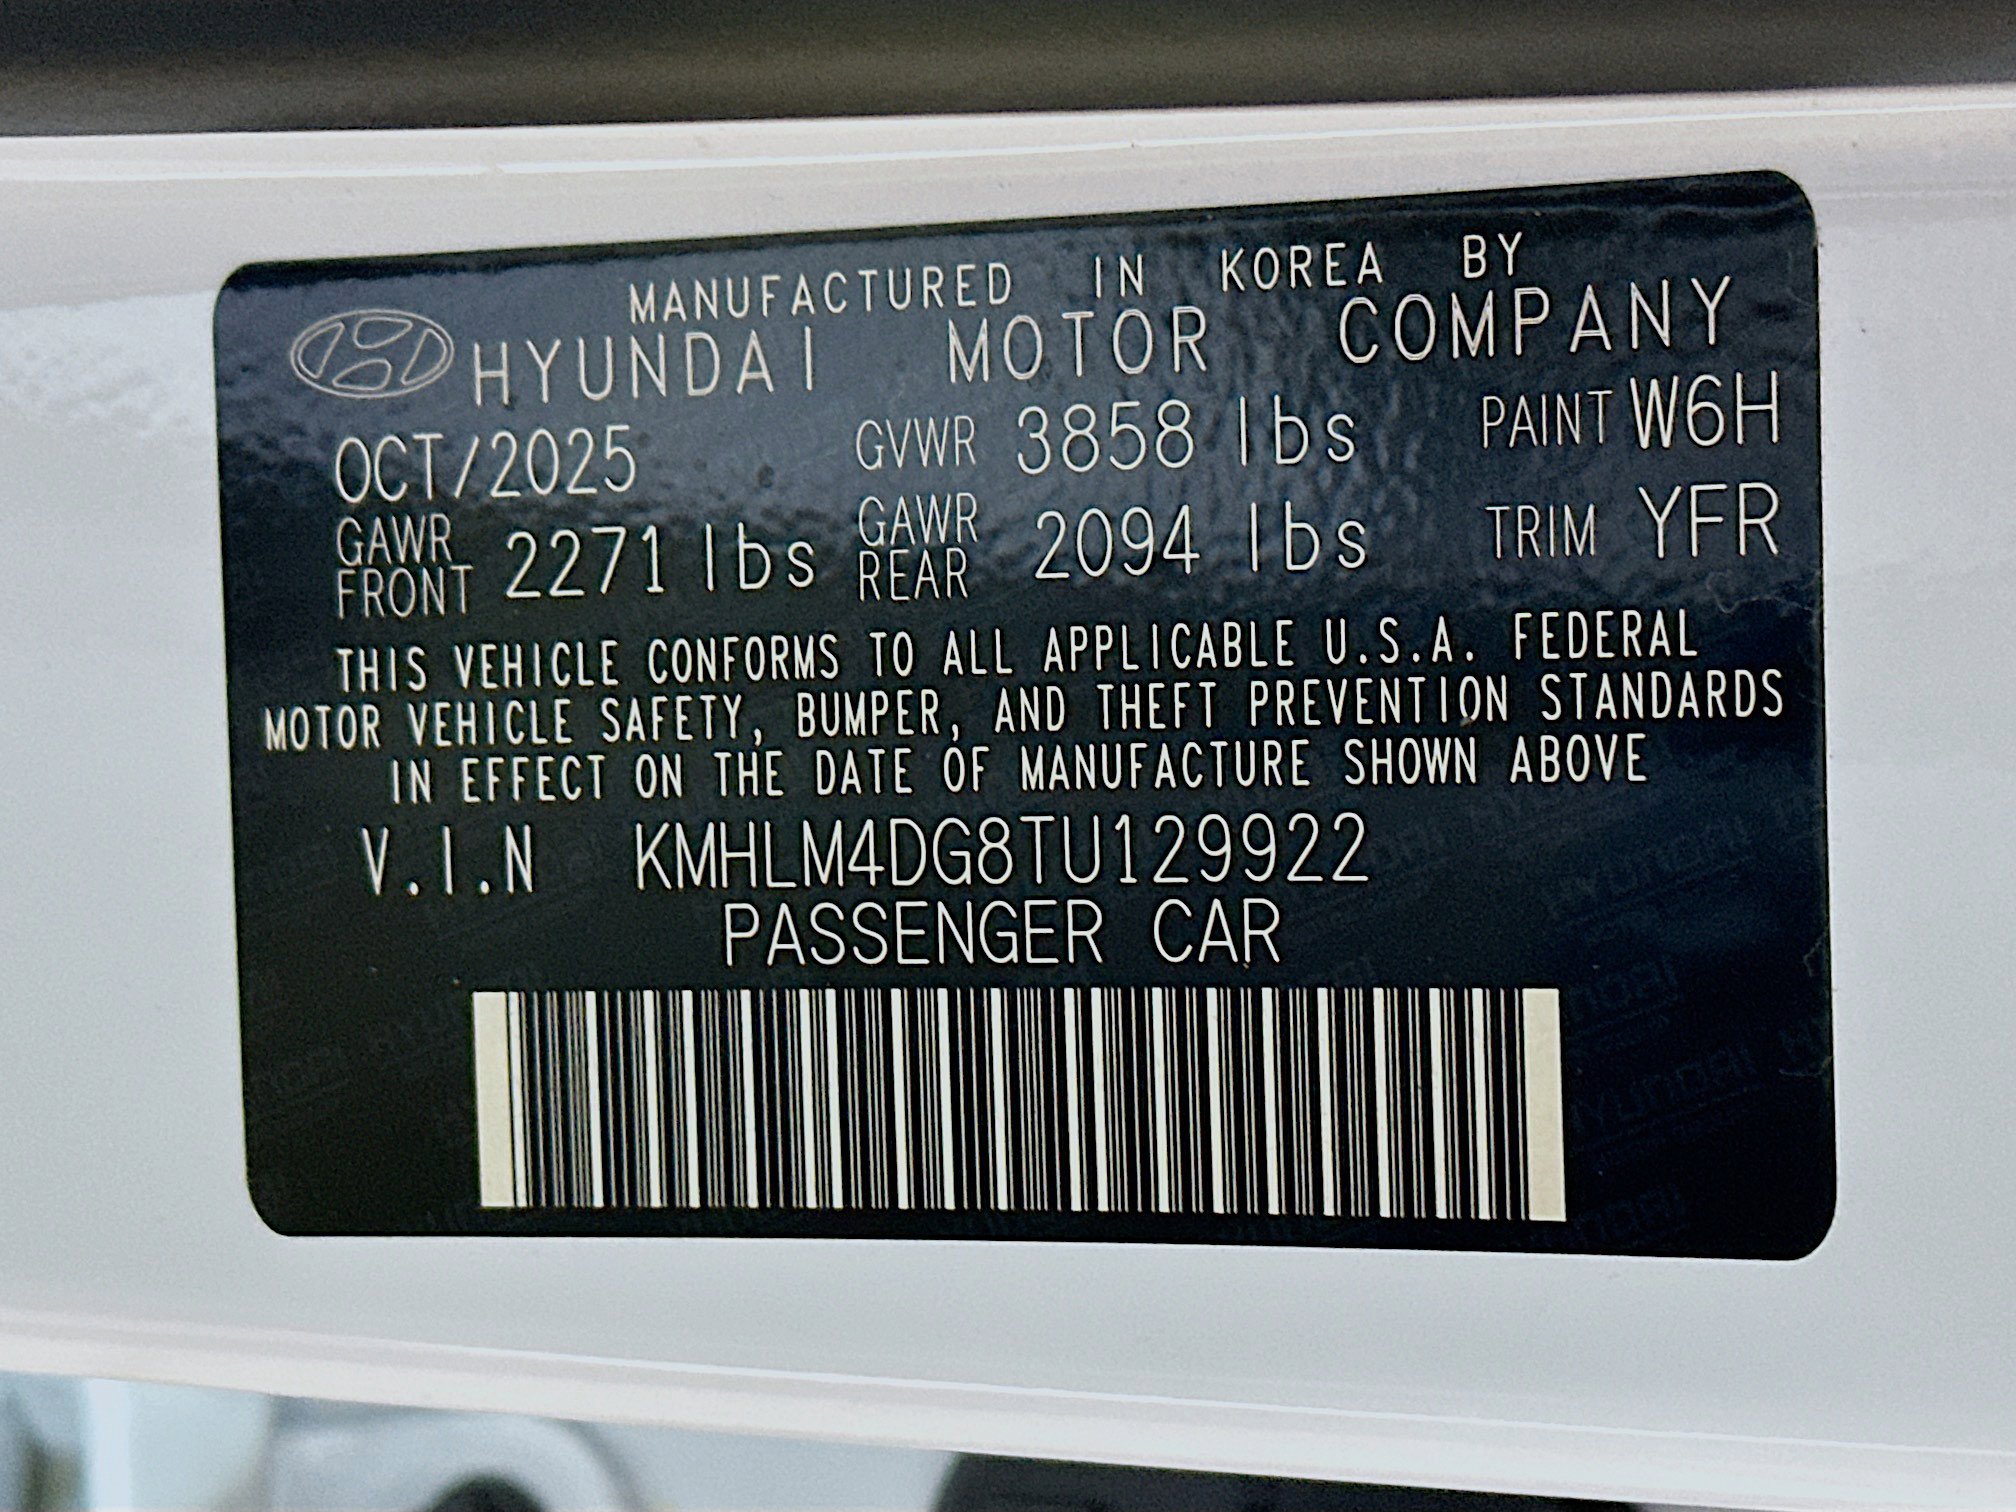 MANUFACTURED IN KOREA BY
HYUNDAI MOTOR COMPANY
OCT/2025 GVWR 3858 lbs PAINT W6H
GAWR FRONT 2271 lbs GAWR REAR 2094 lbs TRIM YFR
THIS VEHICLE CONFORMS TO ALL APPLICABLE U.S.A. FEDERAL
MOTOR VEHICLE SAFETY, BUMPER, AND THEFT PREVENTION STANDARDS
IN EFFECT ON THE DATE OF MANUFACTURE SHOWN ABOVE
V.I.N KMHLM4DG8TU129922
PASSENGER CAR